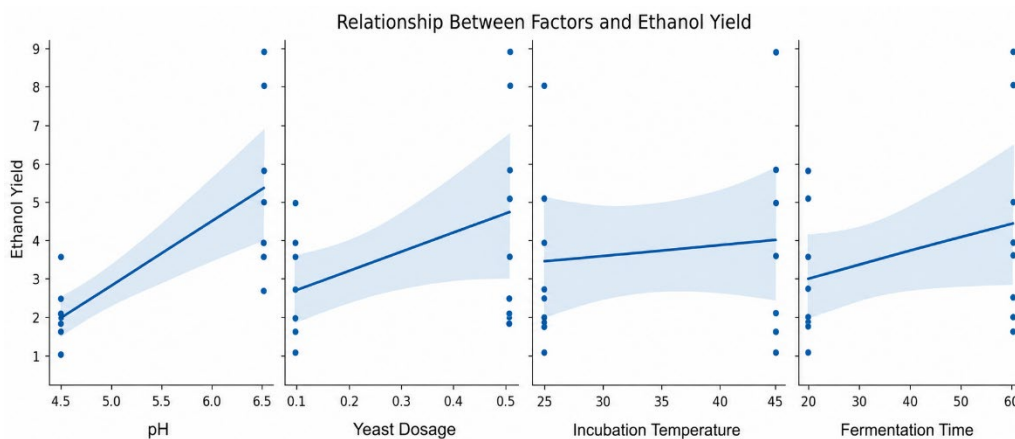 Relationship Between Factors and Ethanol Yield
Ethanol Yield
9
8
7
6
5
4
3
2
1
4.5 5.0 5.5 6.0 6.5
0.1 0.2 0.3 0.4 0.5
25 30 35 40 45
20 30 40 50 60
pH
Yeast Dosage
Incubation Temperature
Fermentation Time